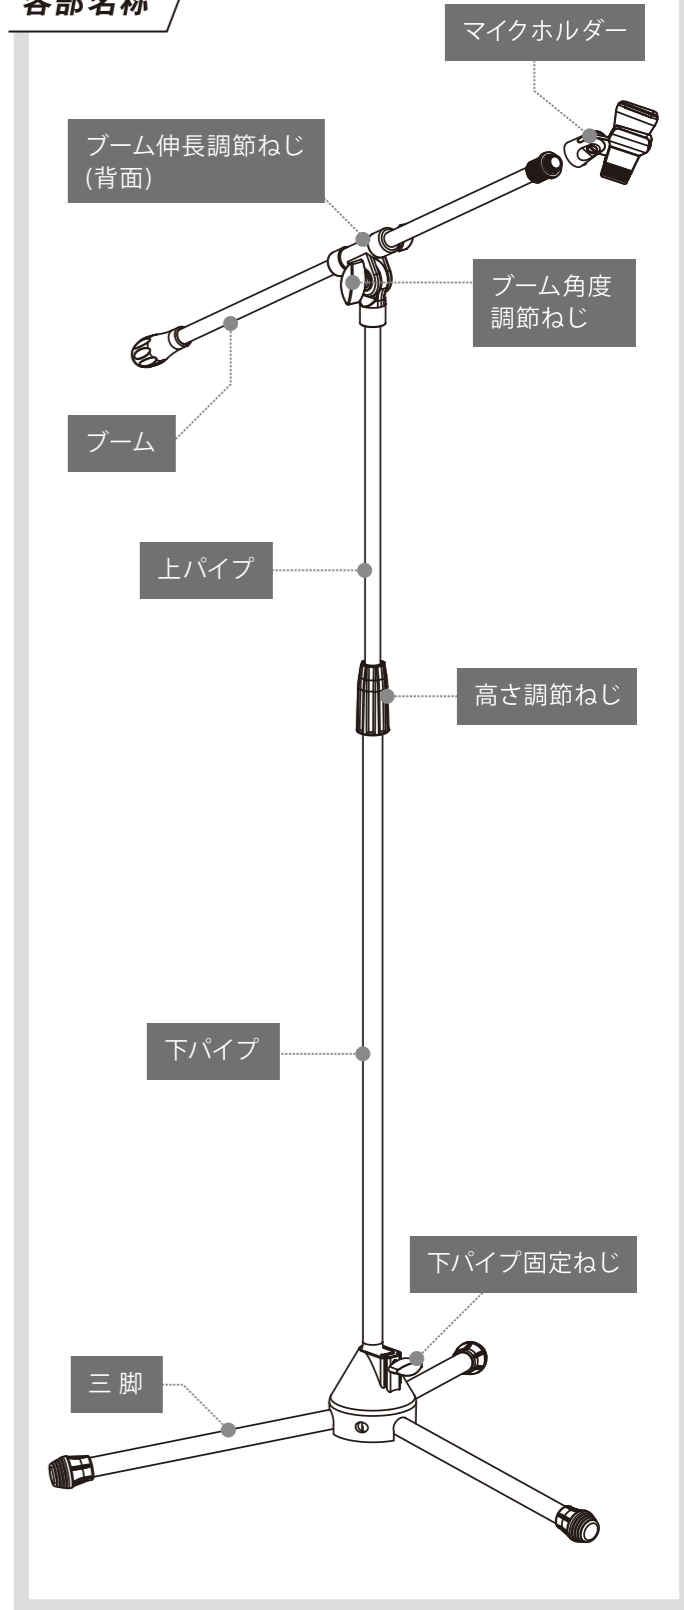 各部名称
マイクホルダー
ブーム伸長調節ねじ
(背面)
ブーム角度
調節ねじ
ブーム
上パイプ
高さ調節ねじ
下パイプ
下パイプ固定ねじ
三 脚